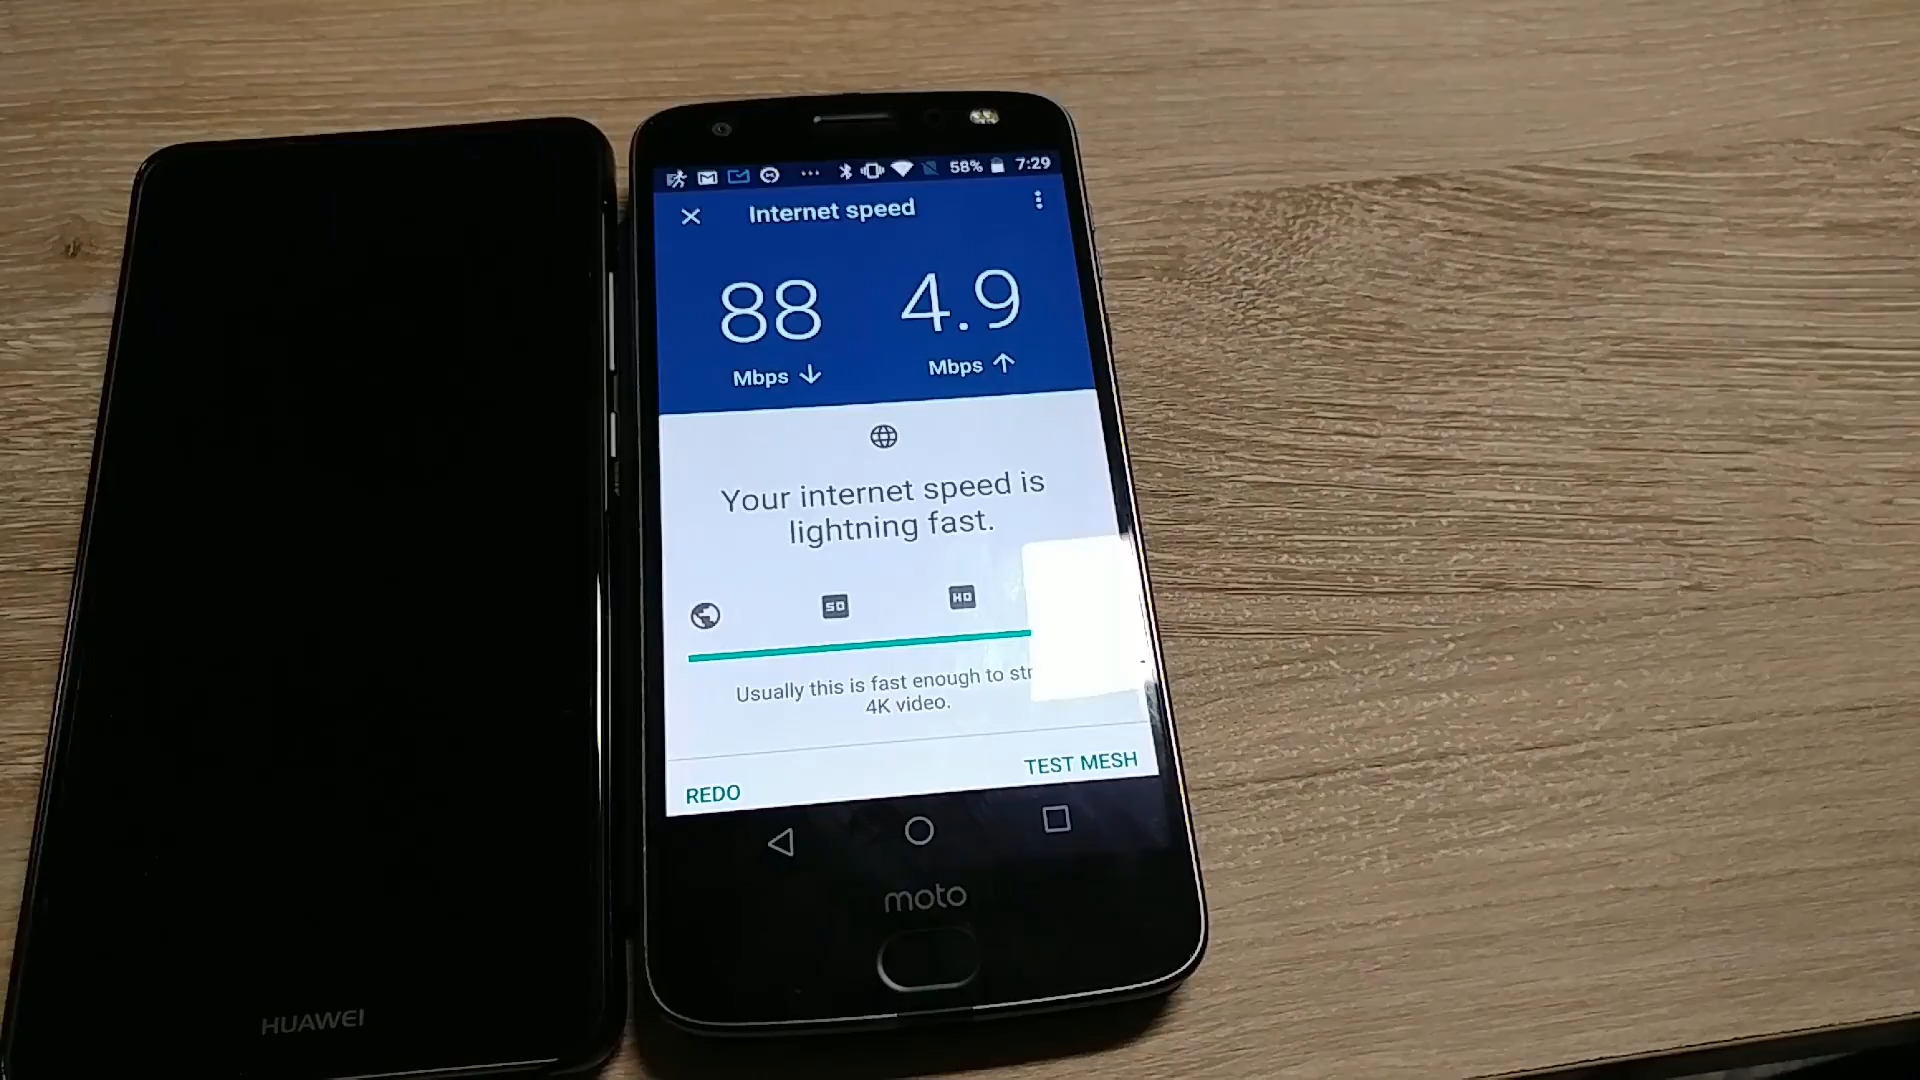 58% 7:29
Internet speed
88 4.9
Mbps Mbps
Your internet speed is
lightning fast.
SD HD
Usually this is fast enough to
4K video.
REDO TEST MESH
moto
HUAWEI